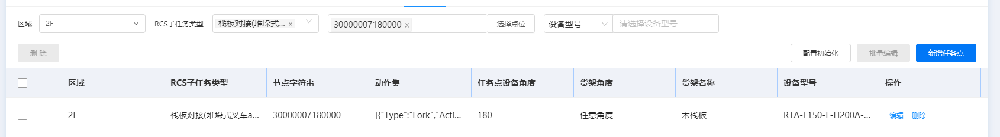 区域 2F RCS子任务类型 栈板对接(堆垛式... × 30000007180000 × 选择点位 设备型号 请选择设备型号
删 除 配置初始化 批量编辑 新增任务点
区域 RCS子任务类型 节点字符串 动作集 任务点设备角度 货架角度 货架名称 设备型号 操作
2F 栈板对接(堆垛式叉车a... 30000007180000 [{"Type":"Fork","Acti... 180 任意角度 木栈板 RTA-F150-L-H200A-... 编辑 删除